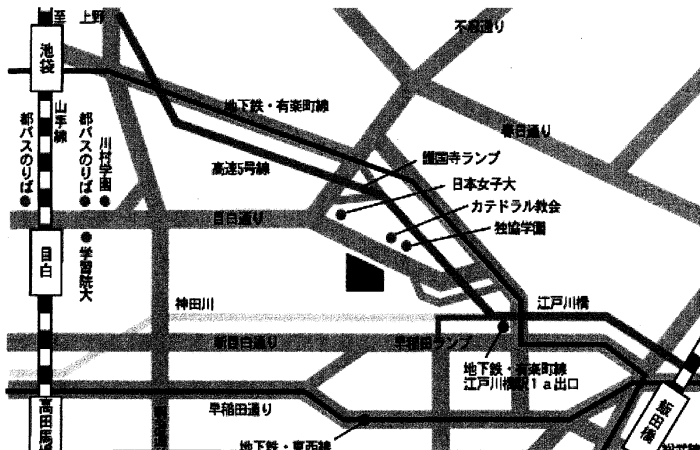 至 上野
不忍通り
池袋
地下鉄・有楽町線
山手線
都バスのりば
都バスのりば
川村学園
春日通り
護国寺ランプ
高速5号線
日本女子大
カテドラル教会
目白通り
独協学園
目白
学習院大
神田川
江戸川橋
新目白通り
早稲田ランプ
地下鉄・有楽町線
江戸川橋駅1a出口
早稲田通り
飯田橋
高田馬場
地下鉄・東西線